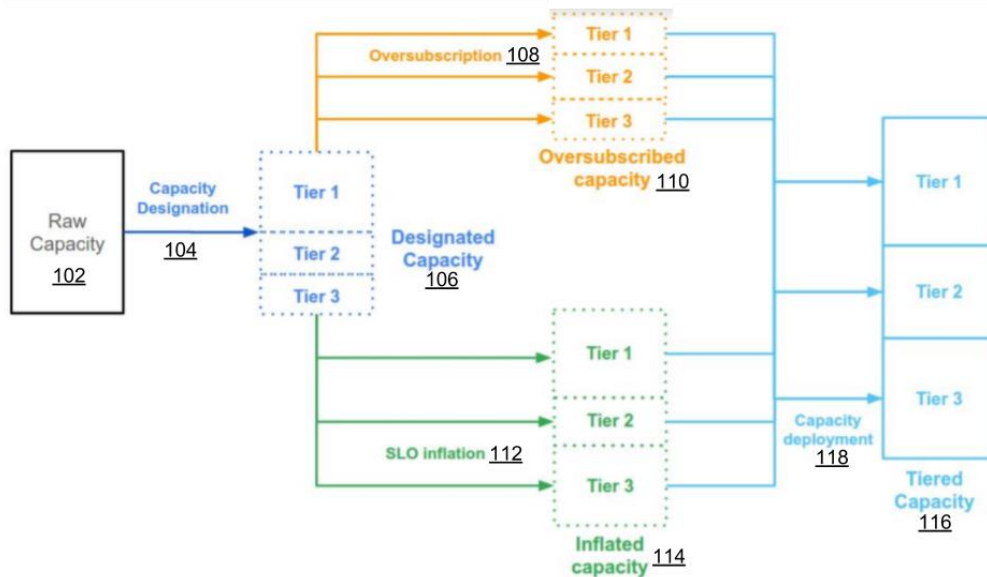 Raw
Capacity
102
Capacity
Designation
104
Tier 1
Tier 2
Tier 3
Designated
Capacity
106
Oversubscription 108
Tier 1
Tier 2
Tier 3
Oversubscribed
capacity 110
SLO inflation 112
Tier 1
Tier 2
Tier 3
Inflated 114
capacity
Capacity
deployment
118
Tier 1
Tier 2
Tier 3
Tiered
Capacity
116